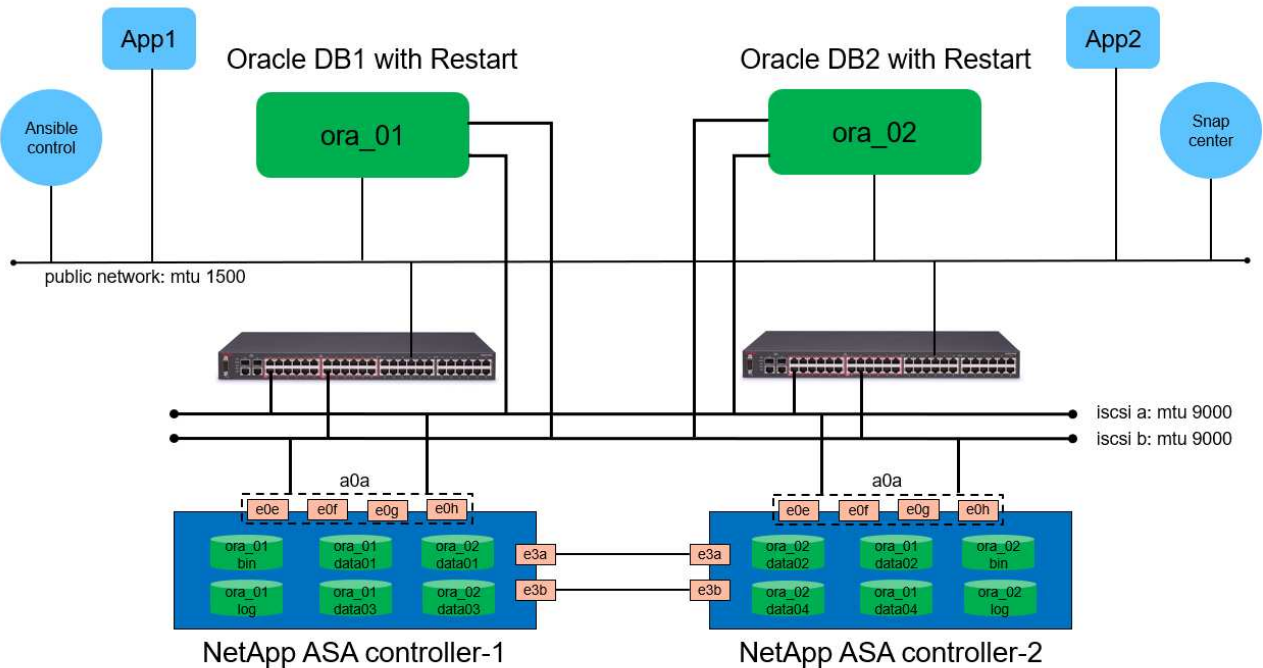 App1
App2
Oracle DB1 with Restart
Oracle DB2 with Restart
Ansible
control
ora_01
ora_02
Snap
center
public network: mtu 1500
iscsi a: mtu 9000
iscsi b: mtu 9000
a0a
a0a
e0e
e0f
e0g
e0h
e0e
e0f
e0g
e0h
ora_01
bin
ora_01
data01
ora_02
data01
e3a
e3a
ora_02
data02
ora_01
data02
ora_02
bin
ora_01
log
ora_01
data03
ora_02
data03
e3b
e3b
ora_02
data04
ora_01
data04
ora_02
log
NetApp ASA controller-1
NetApp ASA controller-2